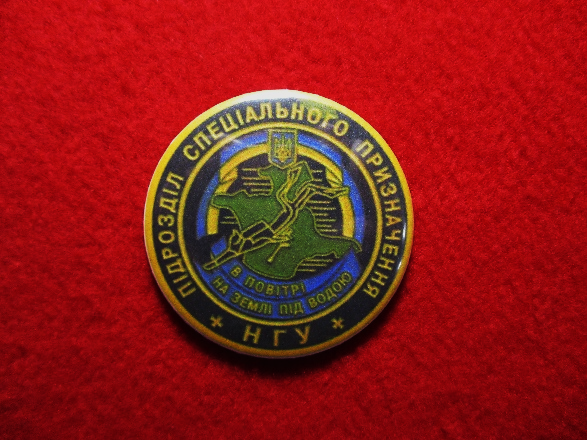 ПІДРОЗДІЛ СПЕЦІАЛЬНОГО ПРИЗНАЧЕННЯ
В ПОВІТРІ
НА ЗЕМЛІ ПІД ВОДОЮ
+ НГУ +